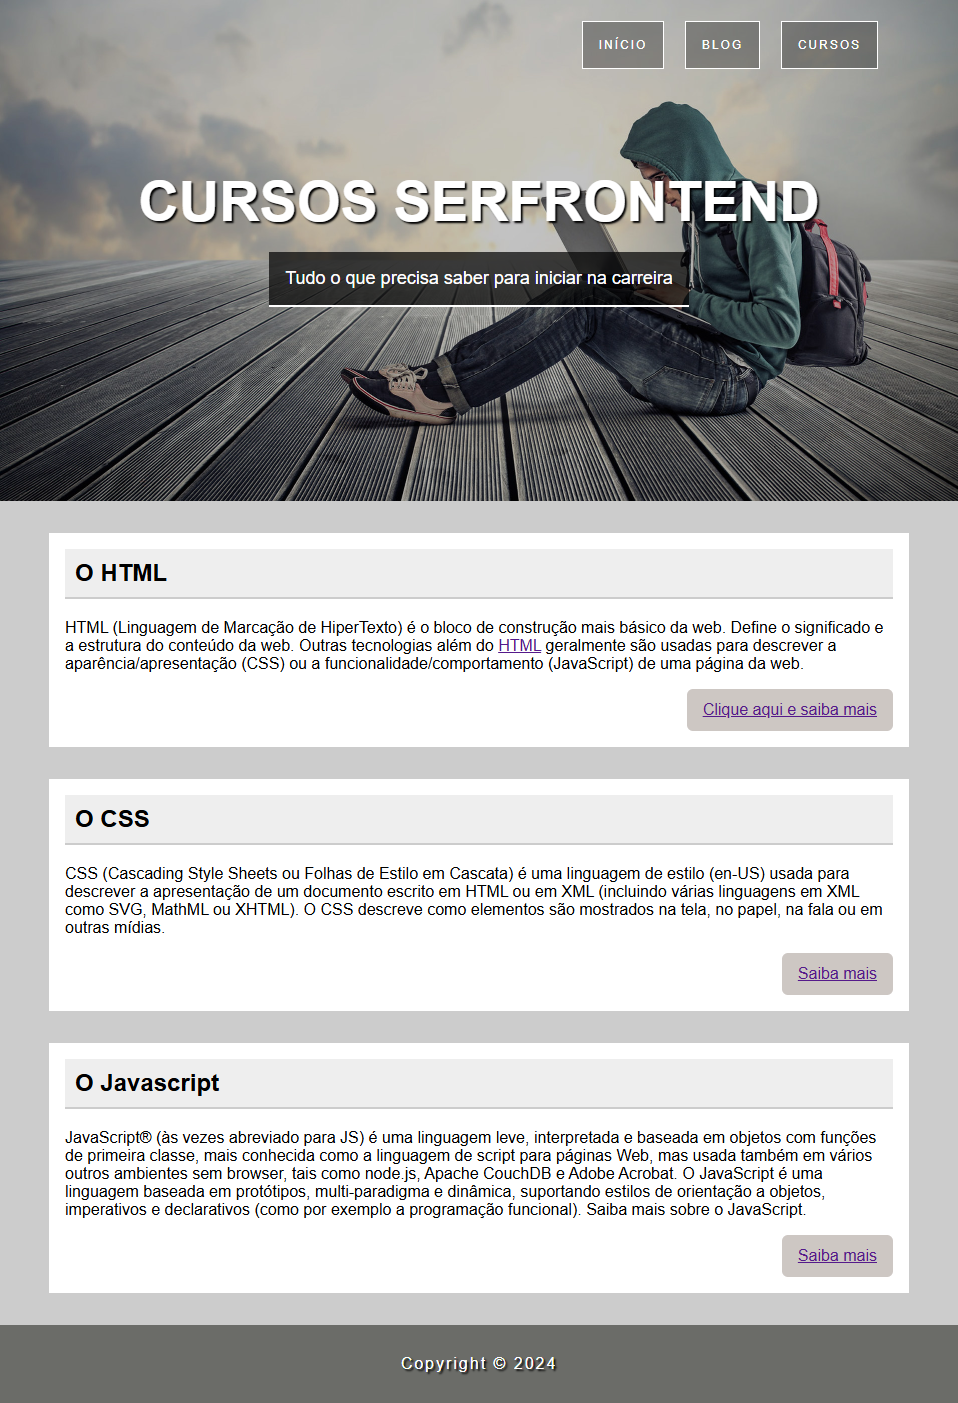 INÍCIO BLOG CURSOS
CURSOS SERFRONTEND
Tudo o que precisa saber para iniciar na carreira
O HTML
HTML (Linguagem de Marcação de HiperTexto) é o bloco de construção mais básico da web. Define o significado e
a estrutura do conteúdo da web. Outras tecnologias além do HTML geralmente são usadas para descrever a
aparência/apresentação (CSS) ou a funcionalidade/comportamento (JavaScript) de uma página da web.
Clique aqui e saiba mais
O CSS
CSS (Cascading Style Sheets ou Folhas de Estilo em Cascata) é uma linguagem de estilo (en-US) usada para
descrever a apresentação de um documento escrito em HTML ou em XML (incluindo várias linguagens em XML
como SVG, MathML ou XHTML). O CSS descreve como elementos são mostrados na tela, no papel, na fala ou em
outras mídias.
Saiba mais
O Javascript
JavaScript® (às vezes abreviado para JS) é uma linguagem leve, interpretada e baseada em objetos com funções
de primeira classe, mais conhecida como a linguagem de script para páginas Web, mas usada também em vários
outros ambientes sem browser, tais como node.js, Apache CouchDB e Adobe Acrobat. O JavaScript é uma
linguagem baseada em protótipos, multi-paradigma e dinâmica, suportando estilos de orientação a objetos,
imperativos e declarativos (como por exemplo a programação funcional). Saiba mais sobre o JavaScript.
Saiba mais
Copyright © 2024